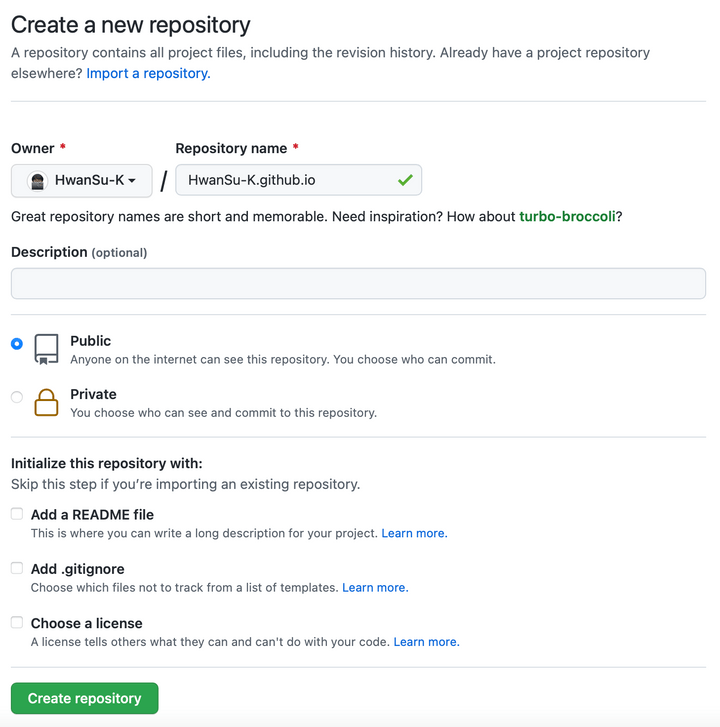 Create a new repository
A repository contains all project files, including the revision history. Already have a project repository
elsewhere? Import a repository.
Owner * Repository name *
HwanSu-K / HwanSu-K.github.io
Great repository names are short and memorable. Need inspiration? How about turbo-broccoli?
Description (optional)
Public
Anyone on the internet can see this repository. You choose who can commit.
Private
You choose who can see and commit to this repository.
Initialize this repository with:
Skip this step if you’re importing an existing repository.
Add a README file
This is where you can write a long description for your project. Learn more.
Add .gitignore
Choose which files not to track from a list of templates. Learn more.
Choose a license
A license tells others what they can and can't do with your code. Learn more.
Create repository